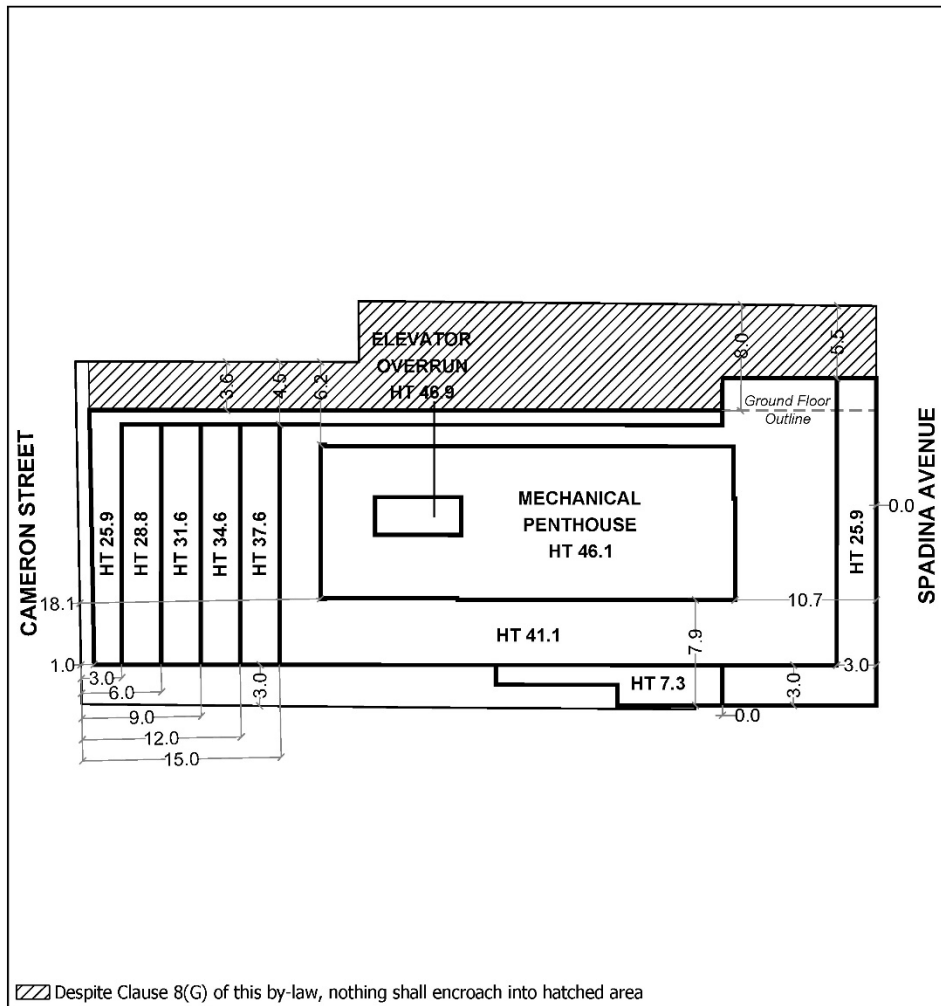 ELEVATOR
OVERRUN
HT 46.9
3.6
4.5
6.2
8.0
5.5
Ground Floor
Outline
CAMERON STREET
HT 25.9
HT 28.8
HT 31.6
HT 34.6
HT 37.6
MECHANICAL
PENTHOUSE
HT 46.1
HT 25.9
0.0
SPADINA AVENUE
18.1
10.7
HT 41.1
7.9
1.0
3.0
6.0
9.0
12.0
15.0
3.0
HT 7.3
3.0
3.0
0.0
Despite Clause 8(G) of this by-law, nothing shall encroach into hatched area